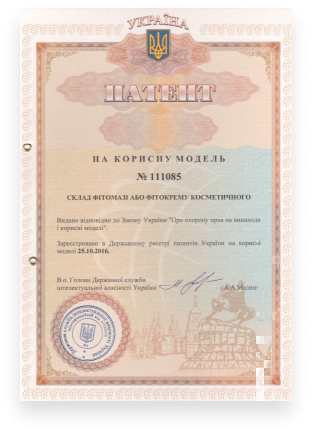 УКРАЇНА
ПАТЕНТ
НА КОРИСНУ МОДЕЛЬ
№ 111085
СКЛАД ФІТОМАЗІ АБО ФІТОКРЕМУ КОСМЕТИЧНОГО
Видано відповідно до Закону України "Про охорону прав на винаходи
і корисні моделі".
Зареєстровано в Державному реєстрі патентів України на корисні
моделі 25.10.2016.
В.о. Голови Державної служби
інтелектуальної власності України
А.А.Малиш